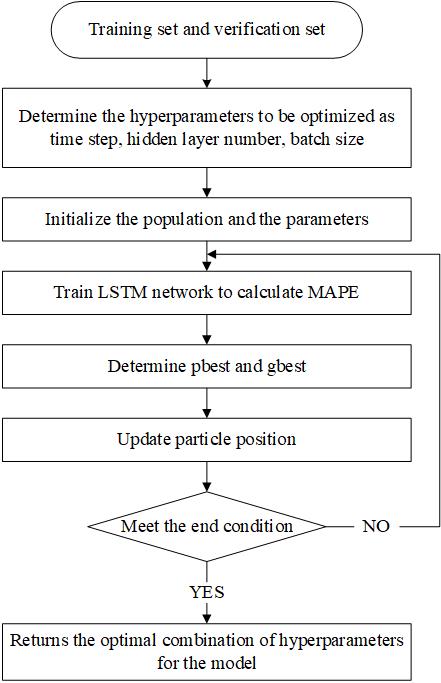 Training set and verification set
Determine the hyperparameters to be optimized as
time step, hidden layer number, batch size
Initialize the population and the parameters
Train LSTM network to calculate MAPE
Determine pbest and gbest
Update particle position
Meet the end condition
NO
YES
Returns the optimal combination of hyperparameters
for the model